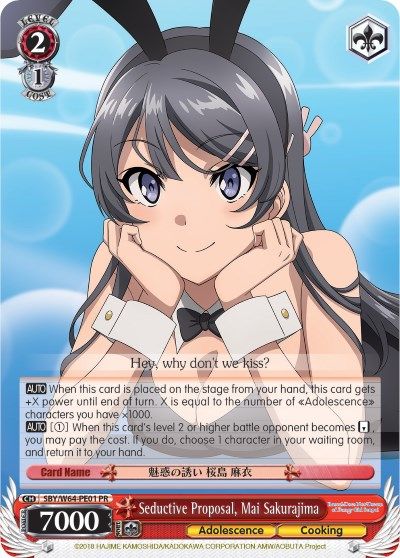 LEVEL
2
1
COST
Hey, why don't we kiss?
AUTO When this card is placed on the stage from your hand, this card gets
+X power until end of turn. X is equal to the number of «Adolescence»
characters you have ×1000.
AUTO [①] When this card's level 2 or higher battle opponent becomes [▼],
you may pay the cost. If you do, choose 1 character in your waiting
room, and return it to your hand.
Card Name 魅惑の誘い 桜島 麻衣
CH SBY/W64-PE01 PR
POWER 7000
Seductive Proposal, Mai Sakurajima
Adolescence Cooking
©2018 HAJIME KAMOSHIDA/KADOKAWA CORPORATION AMW/AOBUTA Project